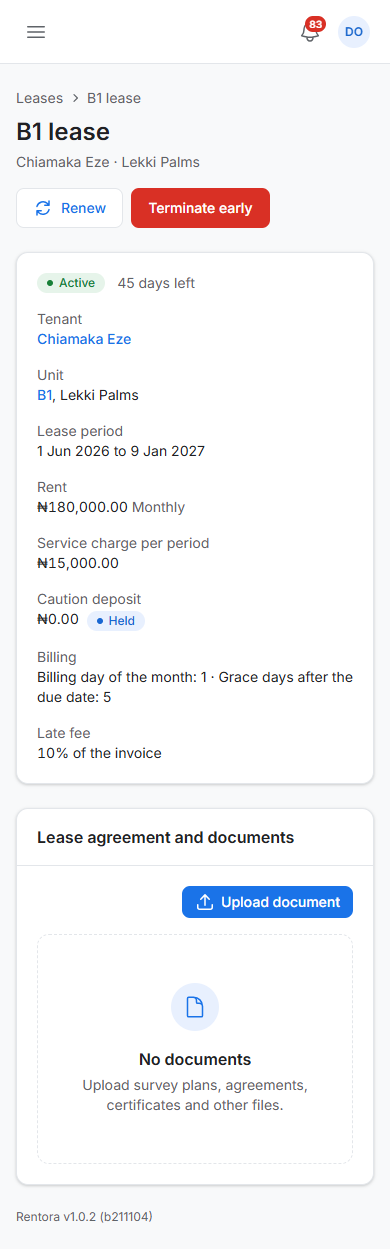 83
DO
Leases > B1 lease
B1 lease
Chiamaka Eze · Lekki Palms
Renew
Terminate early
Active
45 days left
Tenant
Chiamaka Eze
Unit
B1, Lekki Palms
Lease period
1 Jun 2026 to 9 Jan 2027
Rent
₦180,000.00 Monthly
Service charge per period
₦15,000.00
Caution deposit
₦0.00 Held
Billing
Billing day of the month: 1 · Grace days after the
due date: 5
Late fee
10% of the invoice
Lease agreement and documents
Upload document
No documents
Upload survey plans, agreements,
certificates and other files.
Rentora v1.0.2 (b211104)